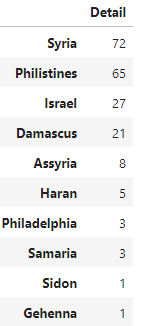 Detail
Syria 72
Philistines 65
Israel 27
Damascus 21
Assyria 8
Haran 5
Philadelphia 3
Samaria 3
Sidon 1
Gehenna 1